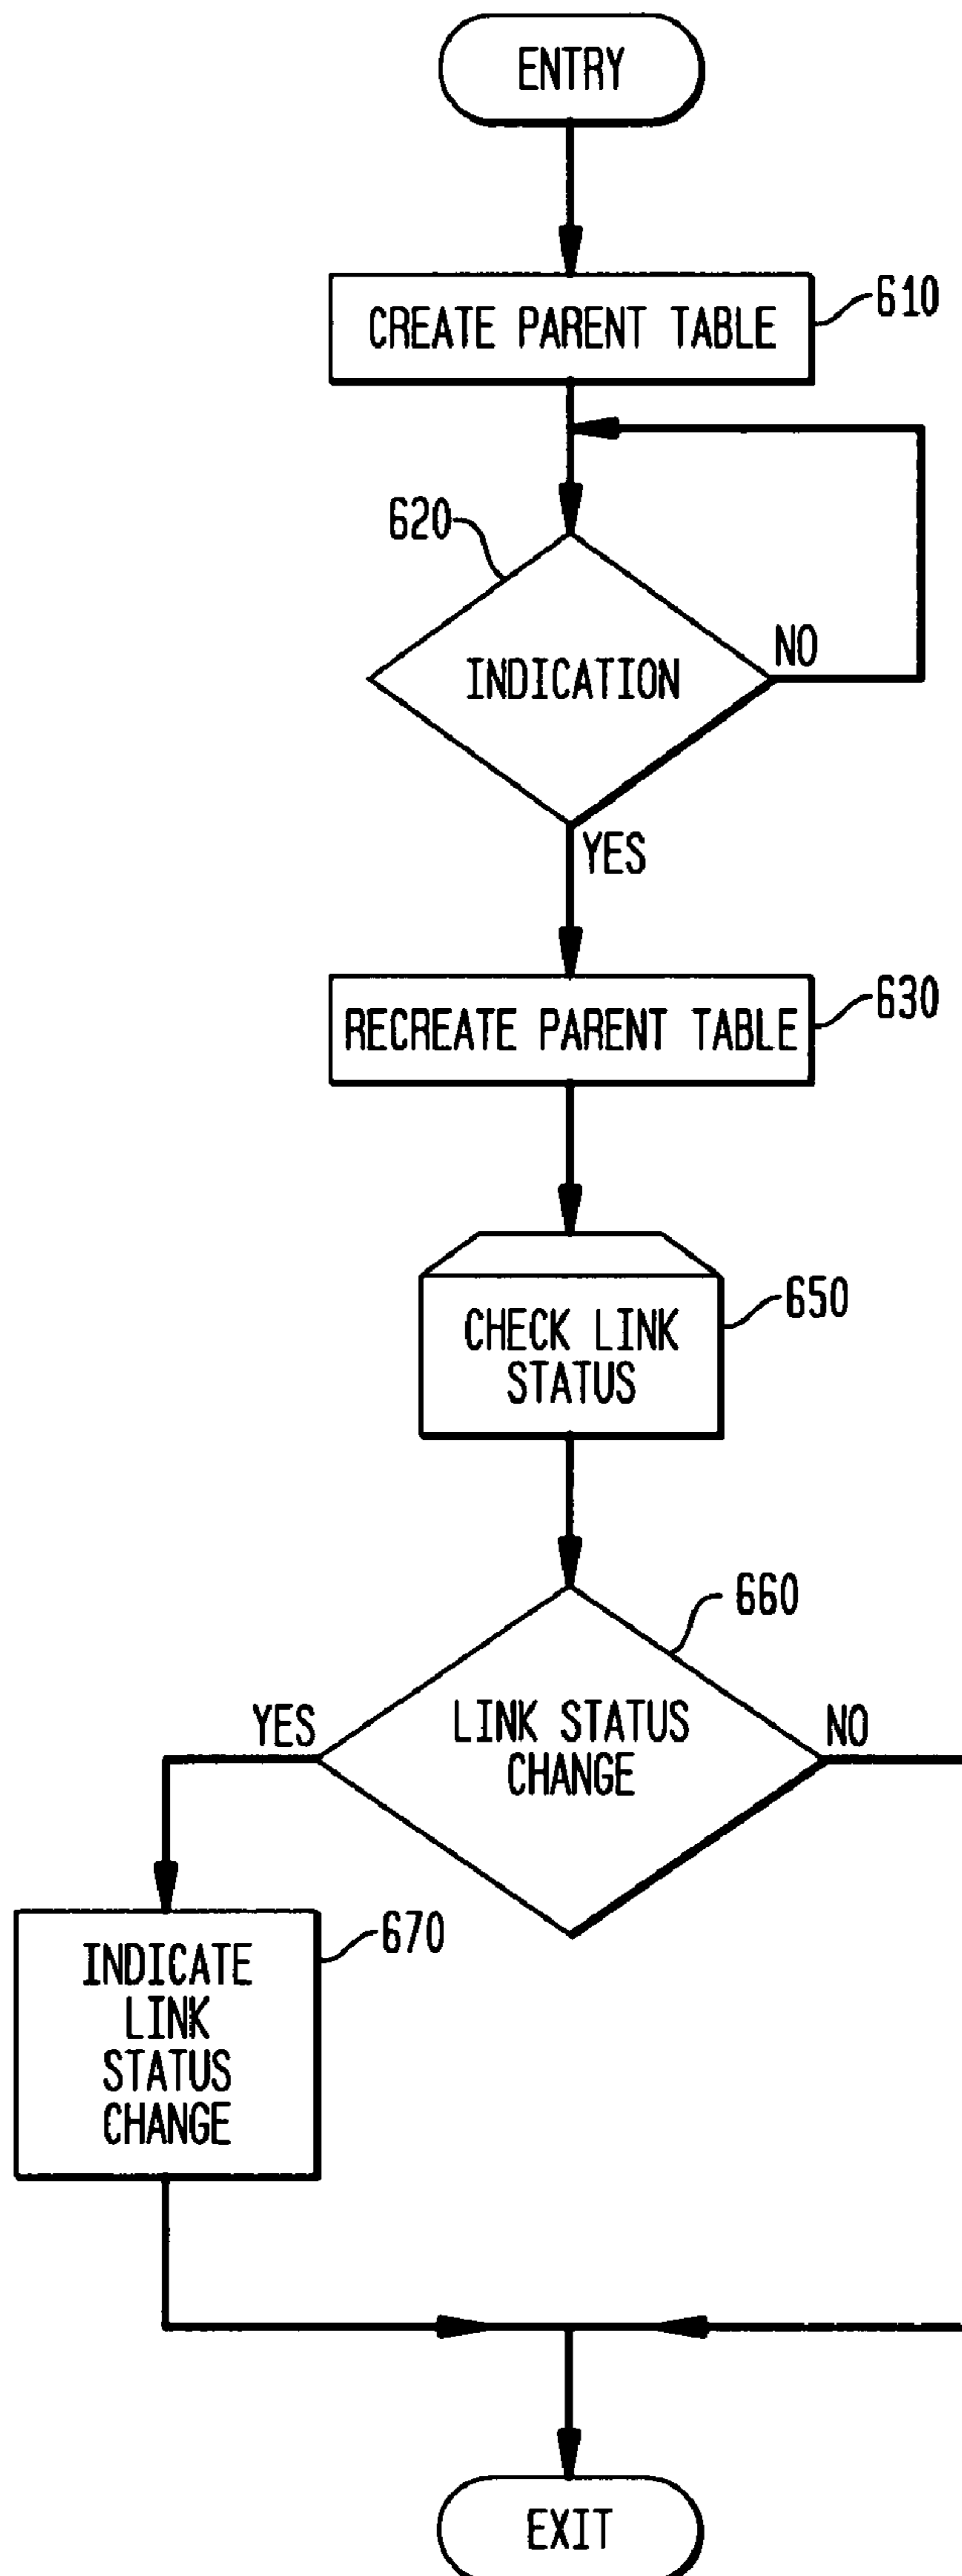 ENTRY
CREATE PARENT TABLE
610
620
INDICATION
NO
YES
RECREATE PARENT TABLE
630
CHECK LINK
STATUS
650
660
YES
LINK STATUS
CHANGE
NO
670
INDICATE
LINK
STATUS
CHANGE
EXIT